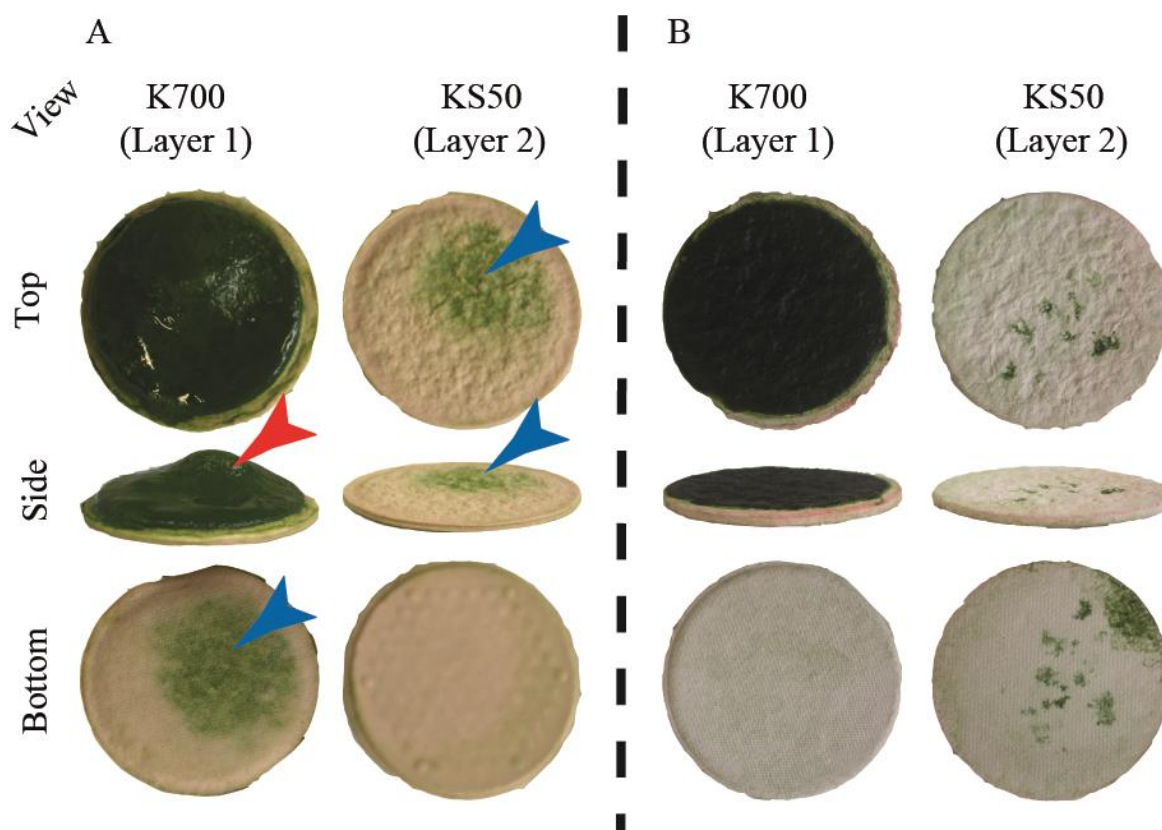 A
B
View
K700
(Layer 1)
KS50
(Layer 2)
K700
(Layer 1)
KS50
(Layer 2)
Top
Side
Bottom